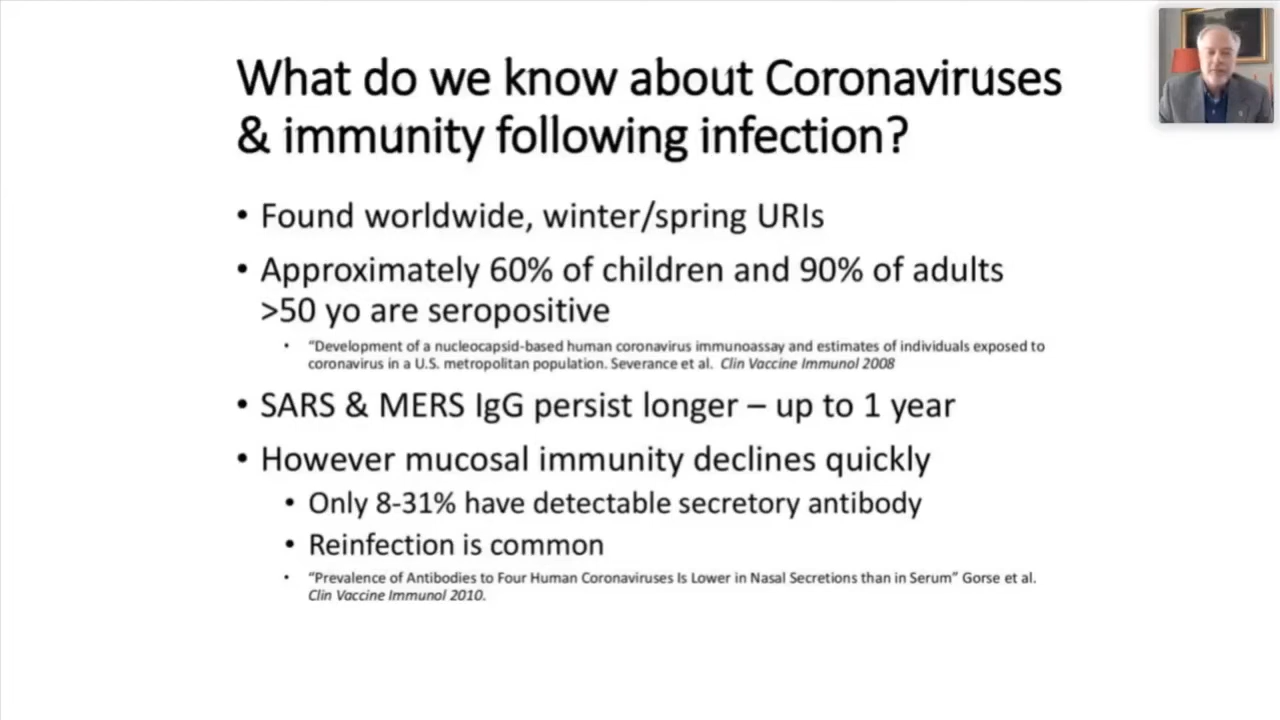 What do we know about Coronaviruses
& immunity following infection?
• Found worldwide, winter/spring URIs
• Approximately 60% of children and 90% of adults
>50 yo are seropositive
• “Development of a nucleocapsid-based human coronavirus immunoassay and estimates of individuals exposed to
coronavirus in a U.S. metropolitan population. Severance et al. Clin Vaccine Immunol 2008
• SARS & MERS IgG persist longer – up to 1 year
• However mucosal immunity declines quickly
• Only 8-31% have detectable secretory antibody
• Reinfection is common
• “Prevalence of Antibodies to Four Human Coronaviruses Is Lower in Nasal Secretions than in Serum” Gorse et al.
Clin Vaccine Immunol 2010.